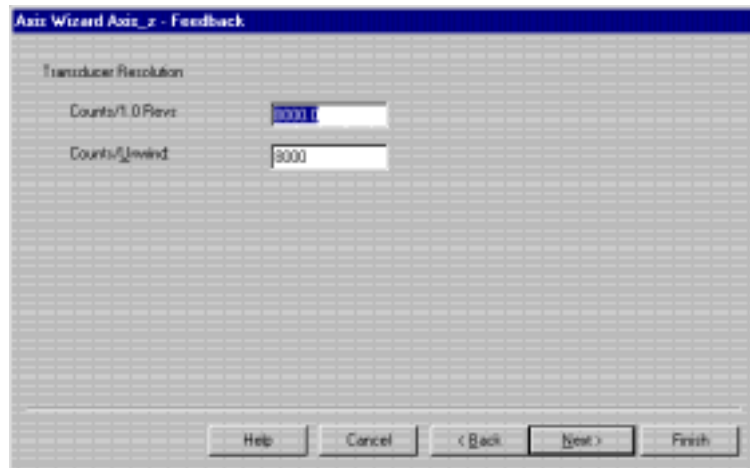 Axis Wizard Axis_z - Feedback
Transducer Resolution
Counts/1.0 Revs:
8000.0
Counts/Unwind:
8000
Help
Cancel
< Back
Next >
Finish